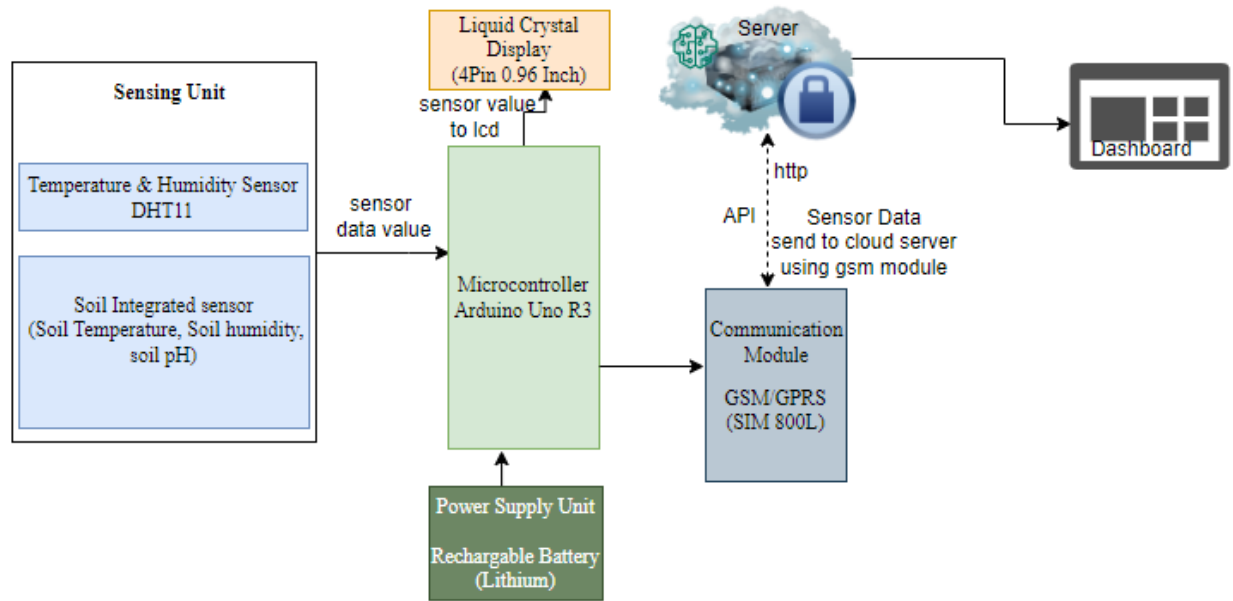 Sensing Unit
Temperature & Humidity Sensor
DHT11
Soil Integrated sensor
(Soil Temperature, Soil humidity,
soil pH)
sensor
data value
Liquid Crystal
Display
(4Pin 0.96 Inch)
sensor value
to lcd
Microcontroller
Arduino Uno R3
Power Supply Unit
Rechargable Battery
(Lithium)
Server
http
API
Sensor Data
send to cloud server
using gsm module
Communication
Module
GSM/GPRS
(SIM 800L)
Dashboard